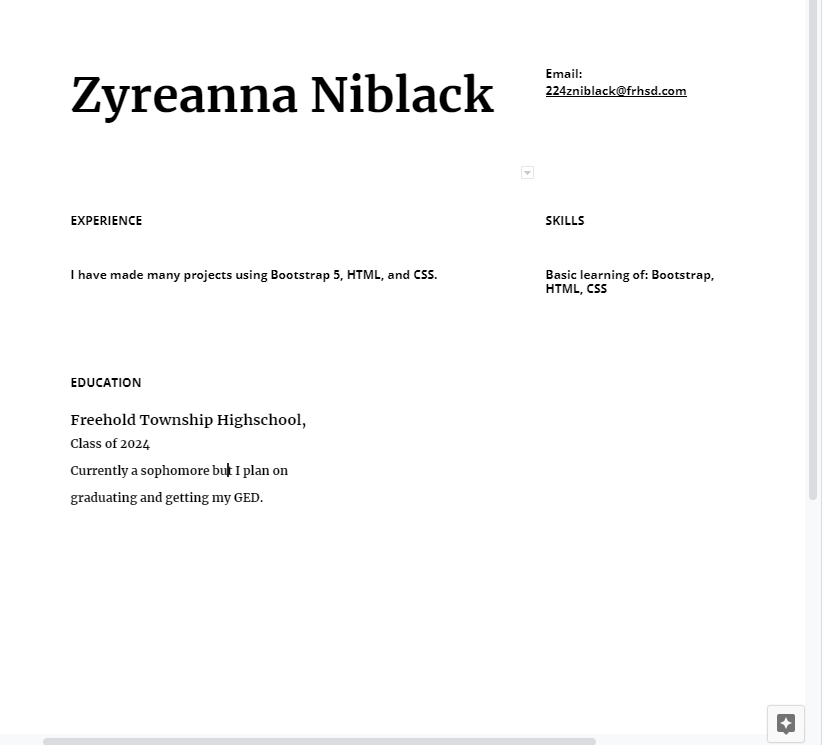 Zyreanna Niblack
Email:
224zniblack@frhsd.com
EXPERIENCE
I have made many projects using Bootstrap 5, HTML, and CSS.
SKILLS
Basic learning of: Bootstrap,
HTML, CSS
EDUCATION
Freehold Township Highschool,
Class of 2024
Currently a sophomore but I plan on
graduating and getting my GED.